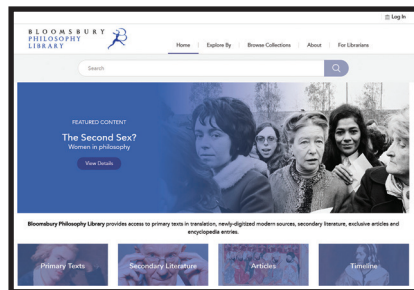 Log In
BLOOMSBURY
PHILOSOPHY
LIBRARY
Home | Explore By | Browse Collections | About | For Librarians
Search
FEATURED CONTENT
The Second Sex?
Women in philosophy
View Details
Bloomsbury Philosophy Library provides access to primary texts in translation, newly-digitized modern sources, secondary literature, exclusive articles and
encyclopedia entries.
Primary Texts
Secondary Literature
Articles
Timeline